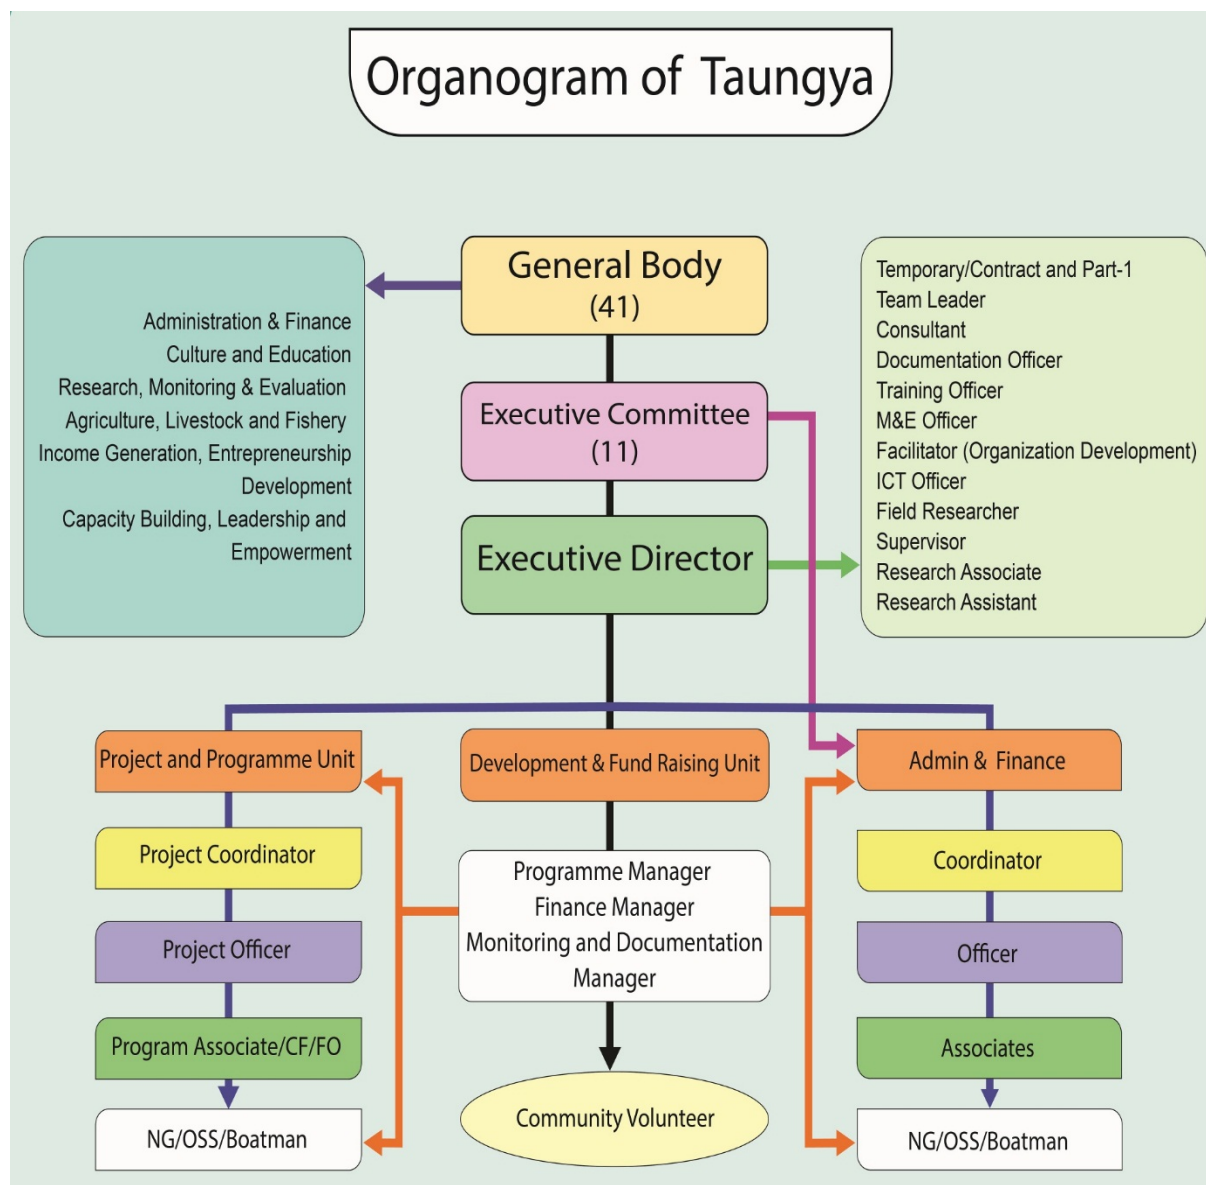 Organogram of Taungya
General Body
(41)
Administration & Finance
Culture and Education
Research, Monitoring & Evaluation
Agriculture, Livestock and Fishery
Income Generation, Entrepreneurship
Development
Capacity Building, Leadership and
Empowerment
Executive Committee
(11)
Executive Director
Temporary/Contract and Part-1
Team Leader
Consultant
Documentation Officer
Training Officer
M&E Officer
Facilitator (Organization Development)
ICT Officer
Field Researcher
Supervisor
Research Associate
Research Assistant
Project and Programme Unit
Project Coordinator
Project Officer
Program Associate/CF/FO
NG/OSS/Boatman
Development & Fund Raising Unit
Programme Manager
Finance Manager
Monitoring and Documentation
Manager
Community Volunteer
Admin & Finance
Coordinator
Officer
Associates
NG/OSS/Boatman